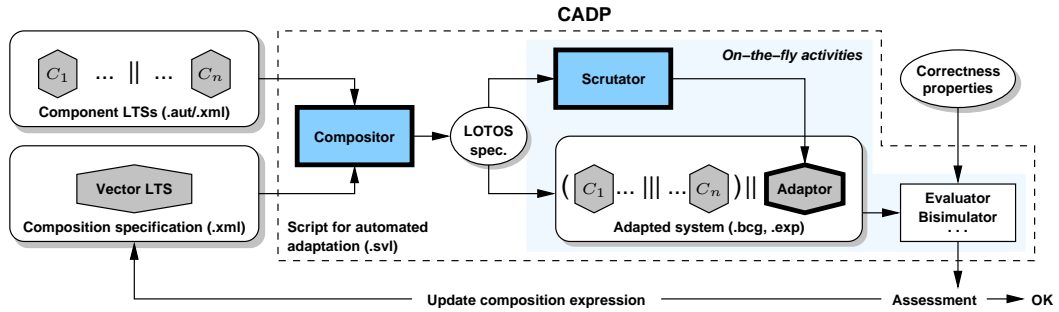 CADP
C1 ... || ... Cn
Component LTSs (.aut/.xml)
Vector LTS
Composition specification (.xml)
Compositor
Script for automated
adaptation (.svl)
LOTOS
spec.
On–the–fly activities
Scrutator
( C1 ... ||| ... Cn ) || Adaptor
Adapted system (.bcg, .exp)
Correctness
properties
Evaluator
Bisimulator
. . .
Update composition expression
Assessment
OK